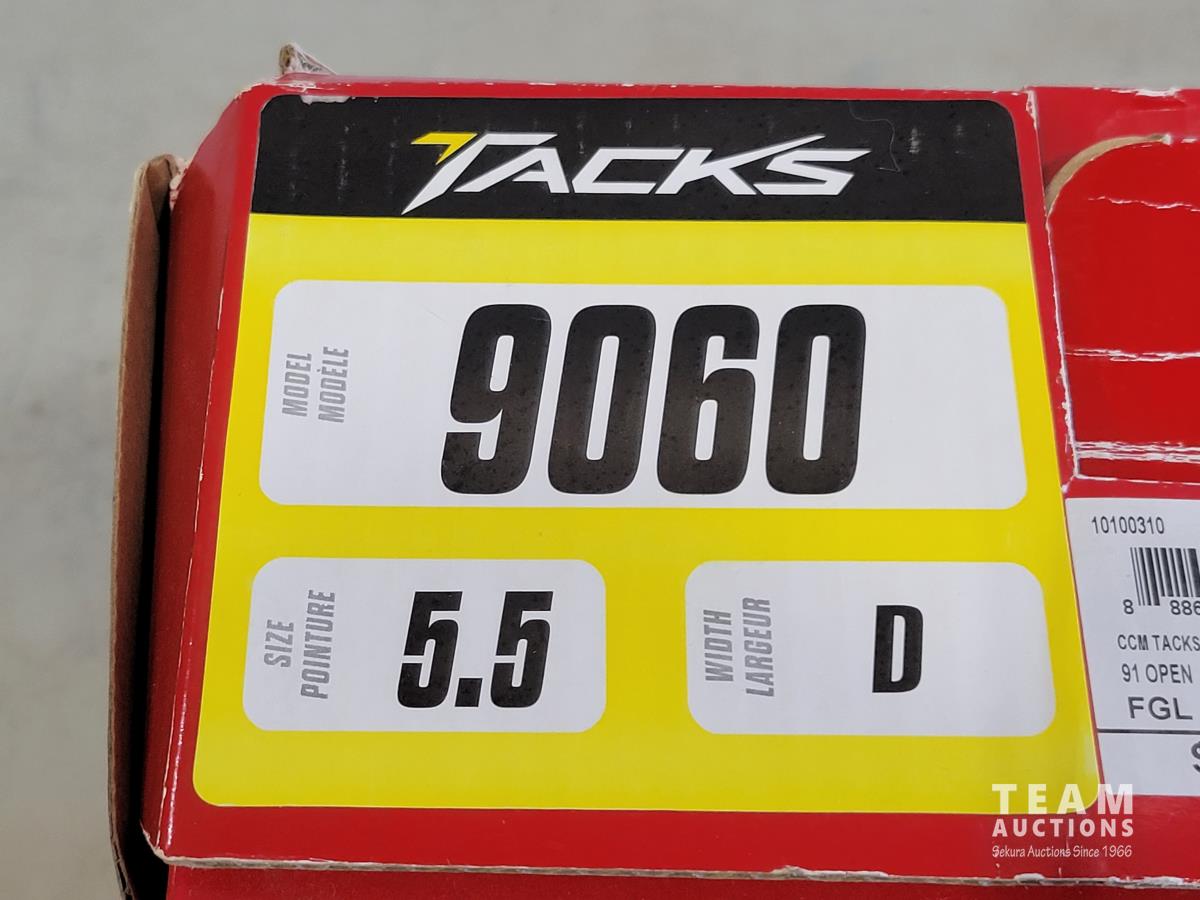 TACKS
MODEL
MODÈLE
9060
SIZE
POINTURE
5.5
WIDTH
LARGEUR
D
10100310
8 886
CCM TACKS
91 OPEN
FGL
TEAM
AUCTIONS
Sekura Auctions Since 1966